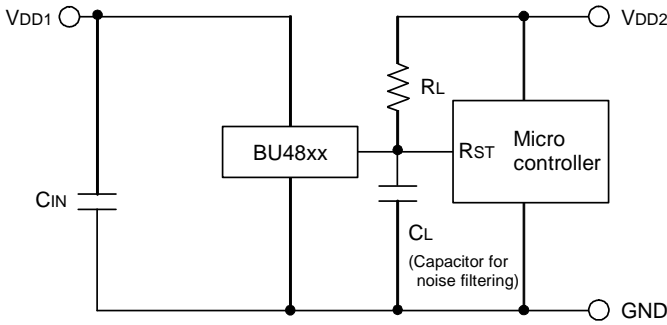 VDD1
VDD2
RL
BU48xx
RST
Micro
controller
CIN
CL
(Capacitor for
noise filtering)
GND